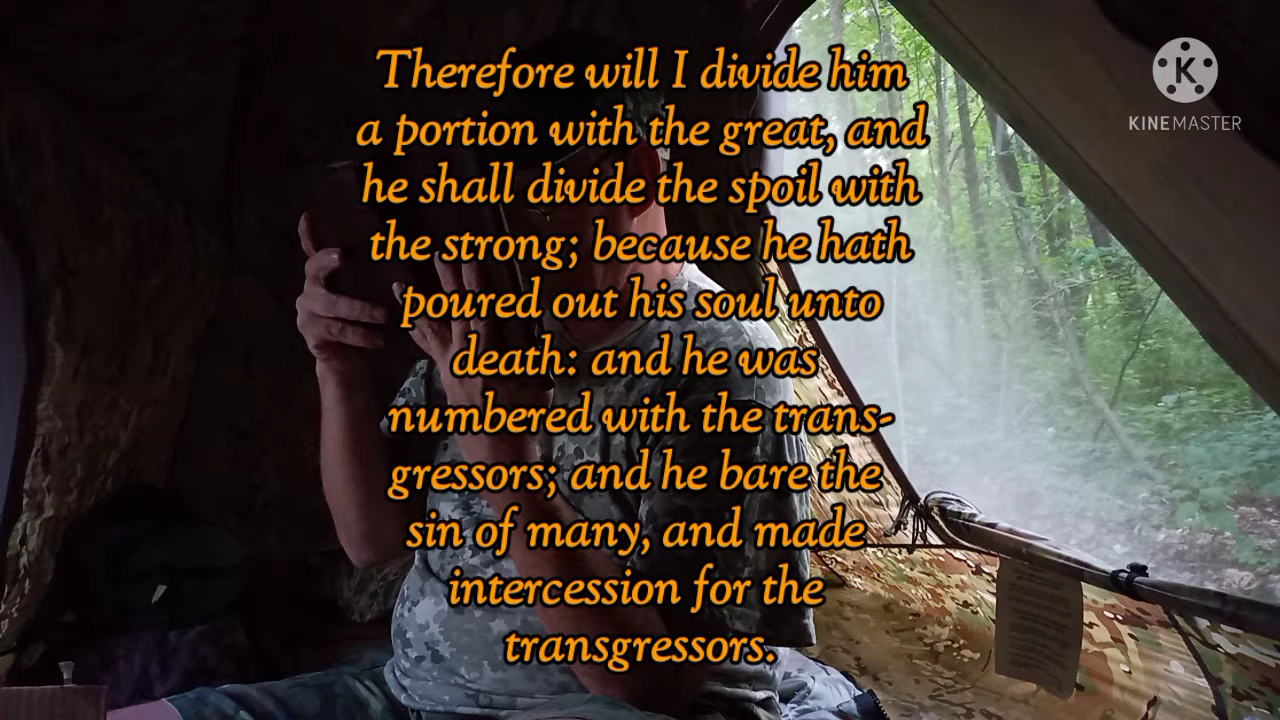 Therefore will I divide him
a portion with the great, and
he shall divide the spoil with
the strong; because he hath
poured out his soul unto
death: and he was
numbered with the trans-
gressors; and he bare the
sin of many, and made
intercession for the
transgressors.
K
KINEMASTER